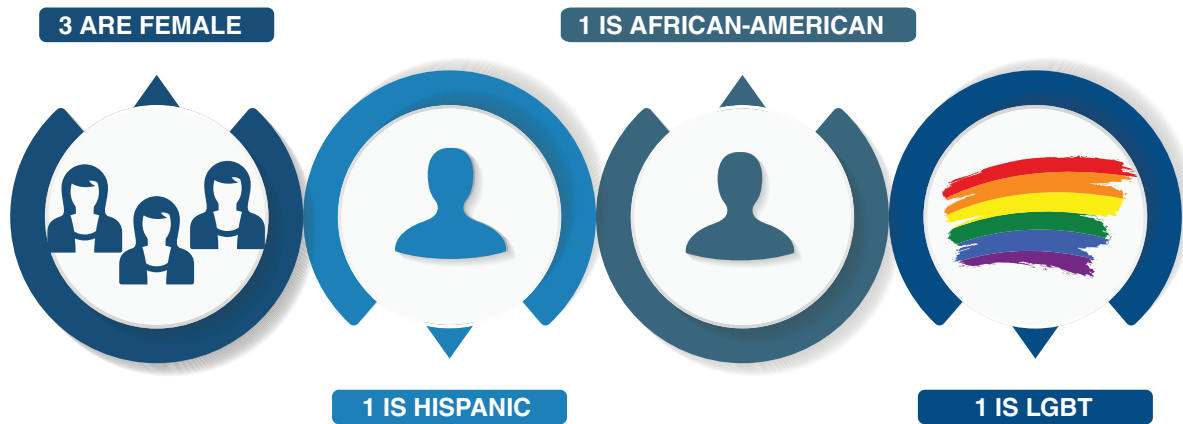 3 ARE FEMALE
1 IS AFRICAN-AMERICAN
1 IS HISPANIC
1 IS LGBT